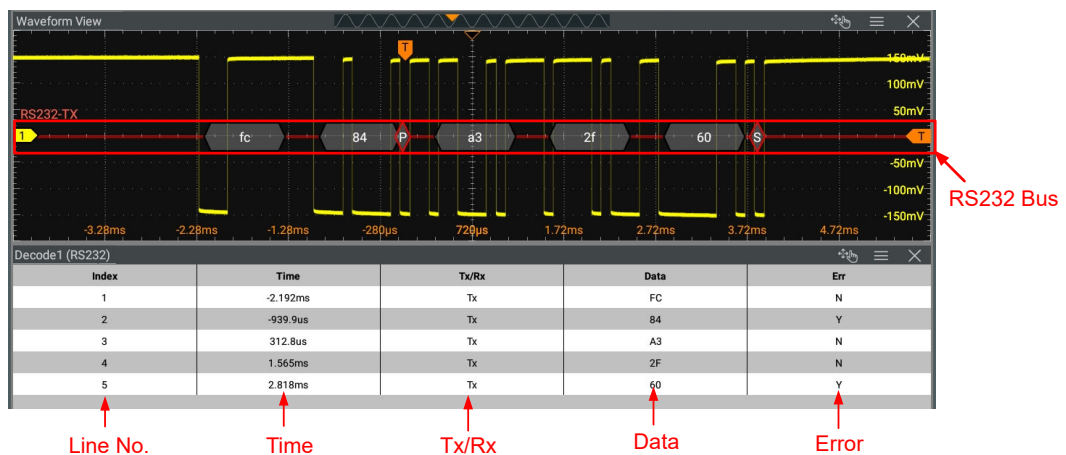 Waveform View
T
150mV
100mV
RS232-TX 50mV
1 fc 84 P a3 2f 60 S T
-50mV
RS232 Bus
-100mV
-150mV
-3.28ms -2.28ms -1.28ms -280μs 720μs 1.72ms 2.72ms 3.72ms 4.72ms
Decode1 (RS232)
Index Time Tx/Rx Data Err
1 -2.192ms Tx FC N
2 -939.9us Tx 84 Y
3 312.8us Tx A3 N
4 1.565ms Tx 2F N
5 2.818ms Tx 60 Y
Line No. Time Tx/Rx Data Error